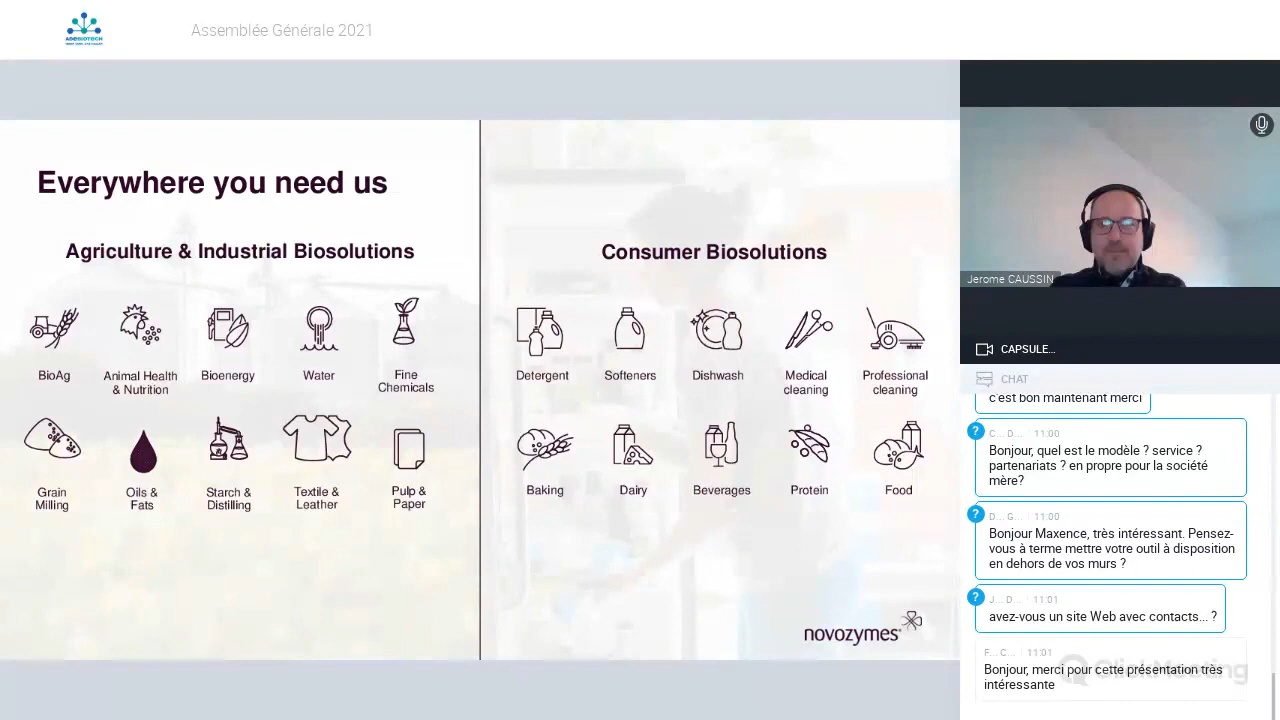 ADEBIOTECH
Assemblée Générale 2021
Everywhere you need us
Agriculture & Industrial Biosolutions
BioAg
Animal Health
& Nutrition
Bioenergy
Water
Fine
Chemicals
Grain
Milling
Oils &
Fats
Starch &
Distilling
Textile &
Leather
Pulp &
Paper
Consumer Biosolutions
Detergent
Softeners
Dishwash
Medical
cleaning
Professional
cleaning
Baking
Dairy
Beverages
Protein
Food
novozymes
Jerome CAUSSIN
CAPSULE...
CHAT
c'est bon maintenant merci
?
C... D... 11:00
Bonjour, quel est le modèle ? service ?
partenariats ? en propre pour la société
mère?
?
D... G... 11:00
Bonjour Maxence, très intéressant. Pensez-
vous à terme mettre votre outil à disposition
en dehors de vos murs ?
?
J... D... 11:01
avez-vous un site Web avec contacts... ?
F... C... 11:01
Bonjour, merci pour cette présentation très
intéressante
ClickMeeting